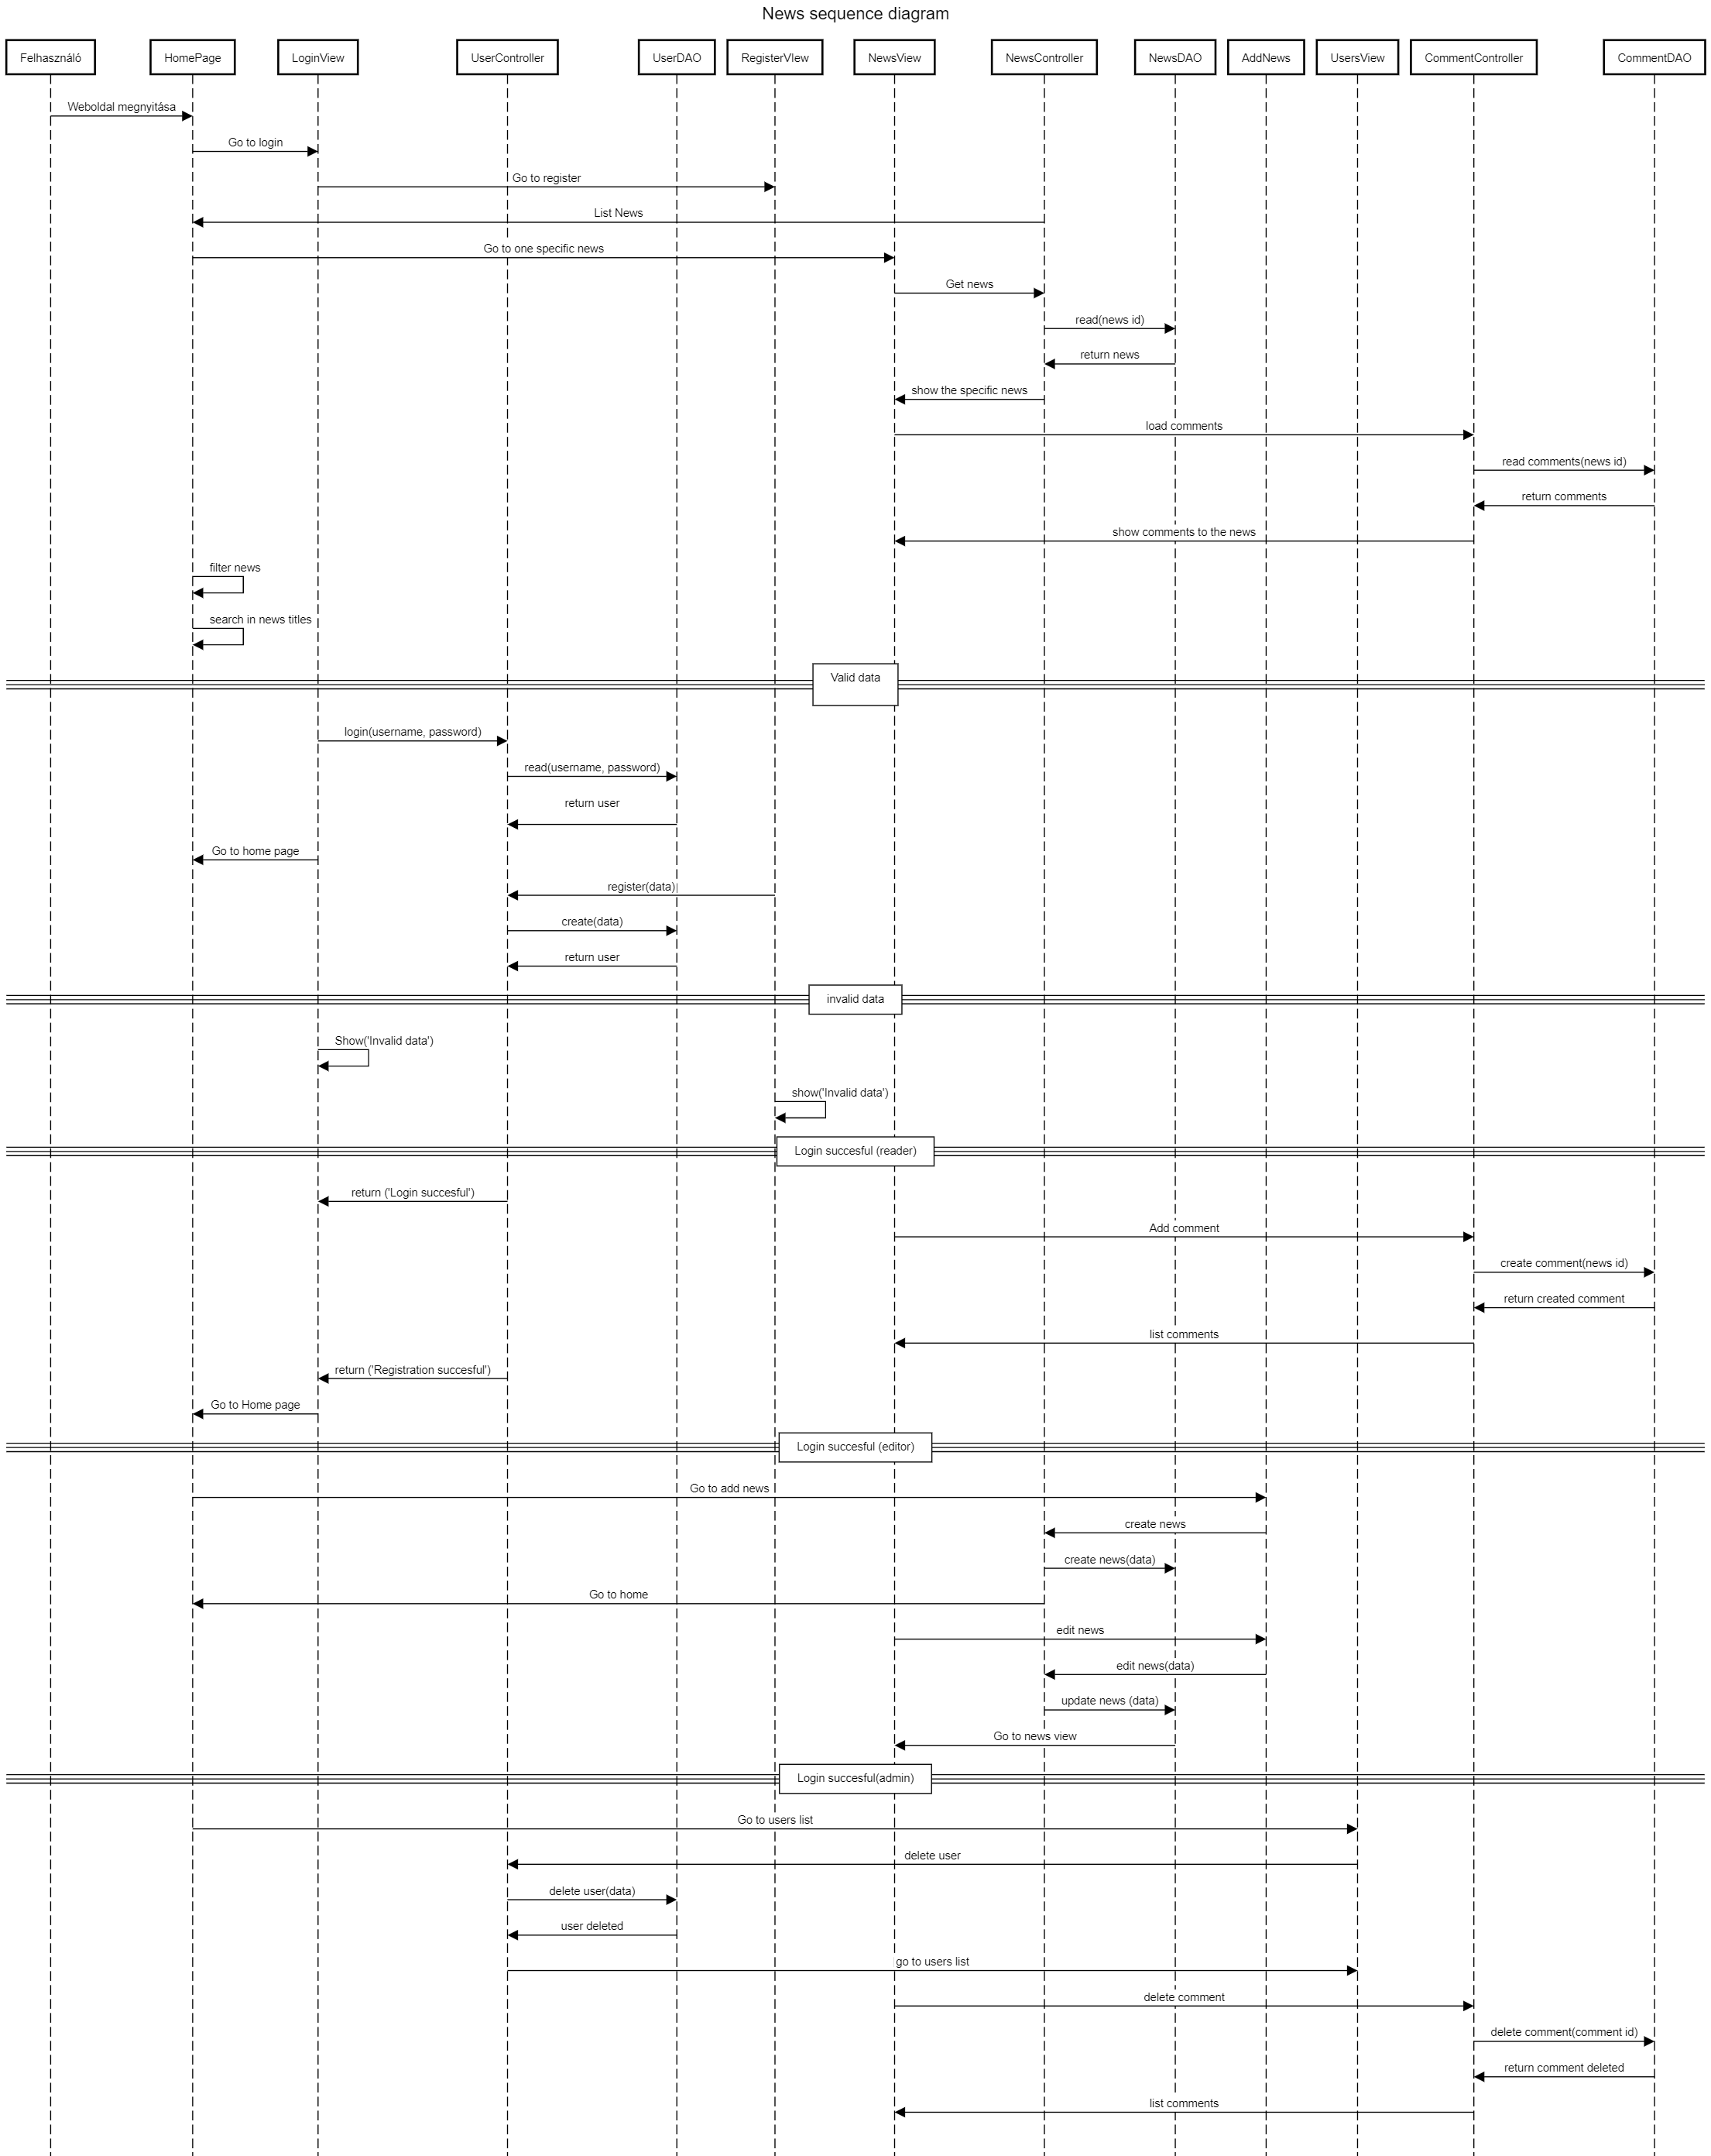 News sequence diagram
Felhasználó
HomePage
LoginView
UserController
UserDAO
RegisterVIew
NewsView
NewsController
NewsDAO
AddNews
UsersView
CommentController
CommentDAO
Weboldal megnyitása
Go to login
Go to register
List News
Go to one specific news
Get news
read(news id)
return news
show the specific news
load comments
read comments(news id)
return comments
show comments to the news
filter news
search in news titles
Valid data
login(username, password)
read(username, password)
return user
Go to home page
register(data)
create(data)
return user
invalid data
Show('Invalid data')
show('Invalid data')
Login succesful (reader)
return ('Login succesful')
Add comment
create comment(news id)
return created comment
list comments
return ('Registration succesful')
Go to Home page
Login succesful (editor)
Go to add news
create news
create news(data)
Go to home
edit news
edit news(data)
update news (data)
Go to news view
Login succesful(admin)
Go to users list
delete user
delete user(data)
user deleted
go to users list
delete comment
delete comment(comment id)
return comment deleted
list comments